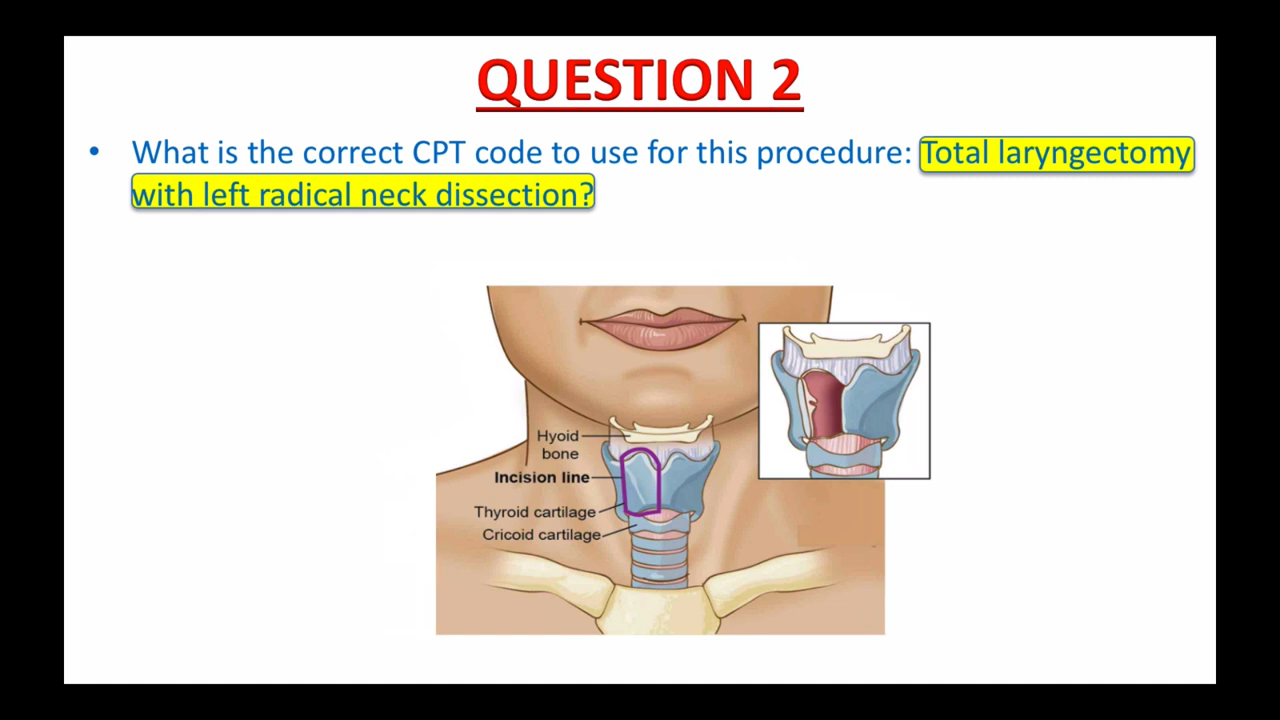 QUESTION 2
• What is the correct CPT code to use for this procedure: Total laryngectomy
with left radical neck dissection?
Hyoid
bone
Incision line
Thyroid cartilage
Cricoid cartilage